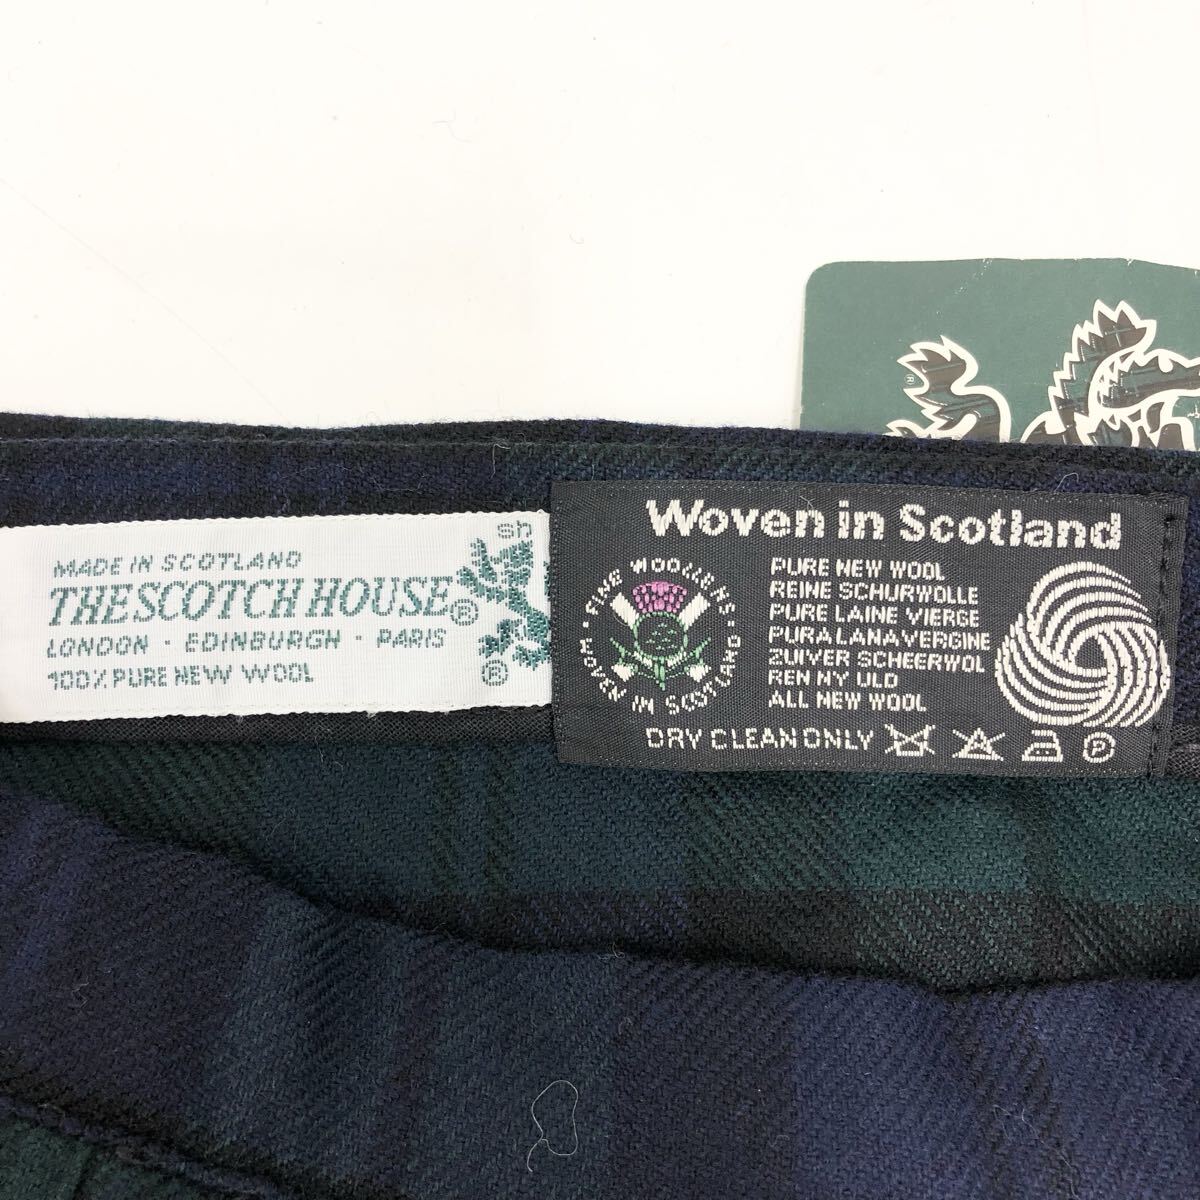 MADE IN SCOTLAND
THE SCOTCH HOUSE®
LONDON · EDINBURGH · PARIS
100% PURE NEW WOOL
sh
®
Woven in Scotland
· FINE WOOLLENS · WOVEN IN SCOTLAND
PURE NEW WOOL
REINE SCHURWOLLE
PURE LAINE VIERGE
PURA LANA VERGINE
ZUIVER SCHEERWOL
REN NY ULD
ALL NEW WOOL
DRY CLEAN ONLY
P
®